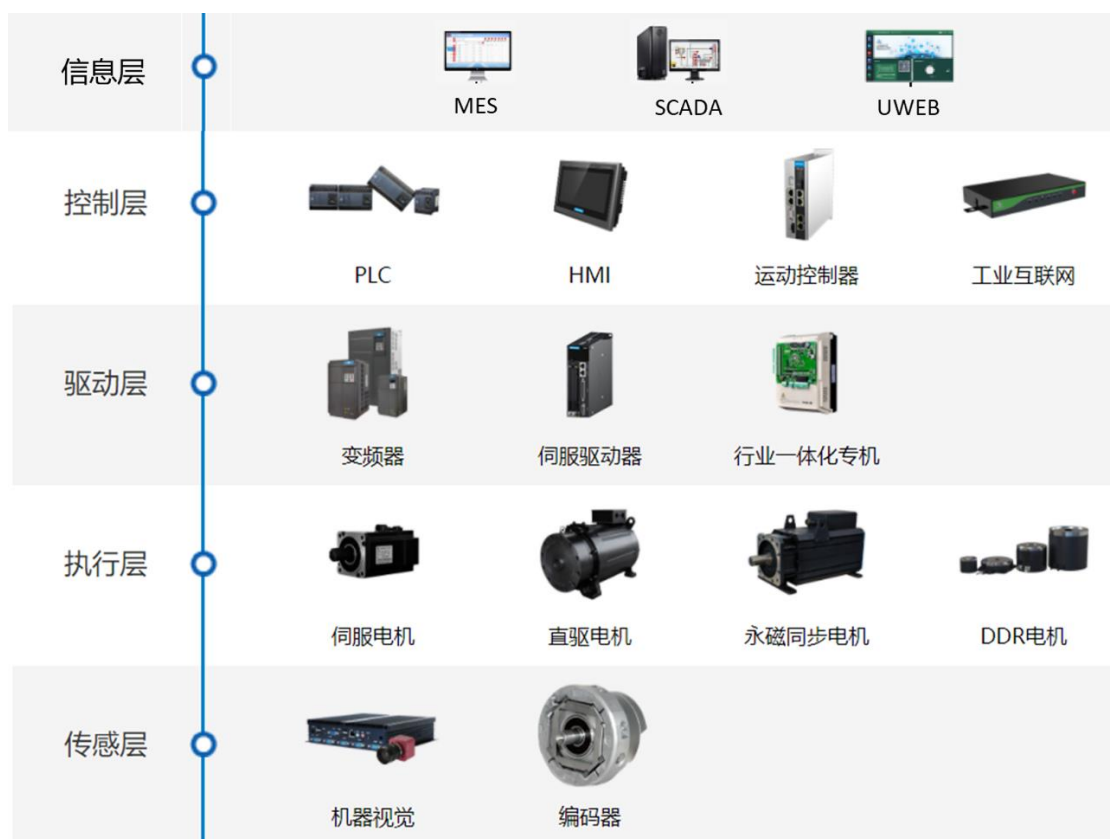 信息层
MES SCADA UWEB
控制层
PLC HMI 运动控制器 工业互联网
驱动层
变频器 伺服驱动器 行业一体化专机
执行层
伺服电机 直驱电机 永磁同步电机 DDR电机
传感层
机器视觉 编码器